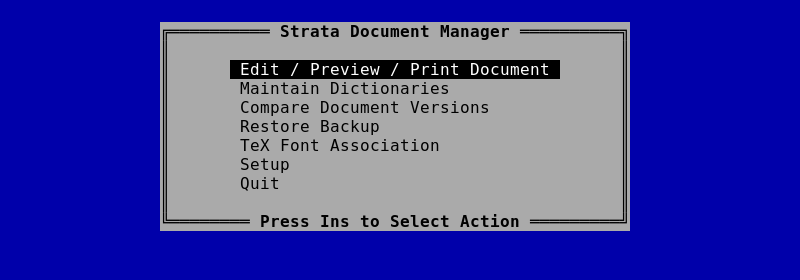 Strata Document Manager
Edit / Preview / Print Document
Maintain Dictionaries
Compare Document Versions
Restore Backup
TeX Font Association
Setup
Quit
Press Ins to Select Action